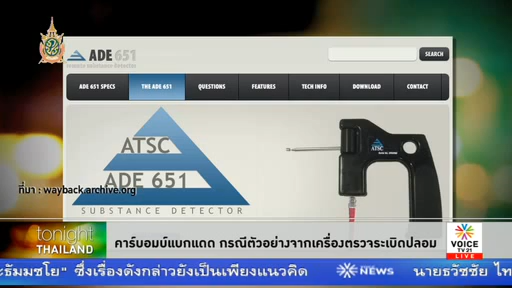 ADE 651
SEARCH
ADE 651 SPECS THE ADE 651 QUESTIONS FEATURES TECH INFO DOWNLOAD CONTACT
ATSC
ADE 651
SUBSTANCE DETECTOR
ATSC
ที่มา : wayback.archive.org
tonight
THAILAND
คาร์บอมบ์แบกแดด กรณีตัวอย่างจากเครื่องตรวจระเบิดปลอม
VOICE
TV 21
LIVE
ะธัมมชโย" ซึ่งเรื่องดังกล่าวยังเป็นเพียงแนวคิด NEWS นายธวัชชัย ไท